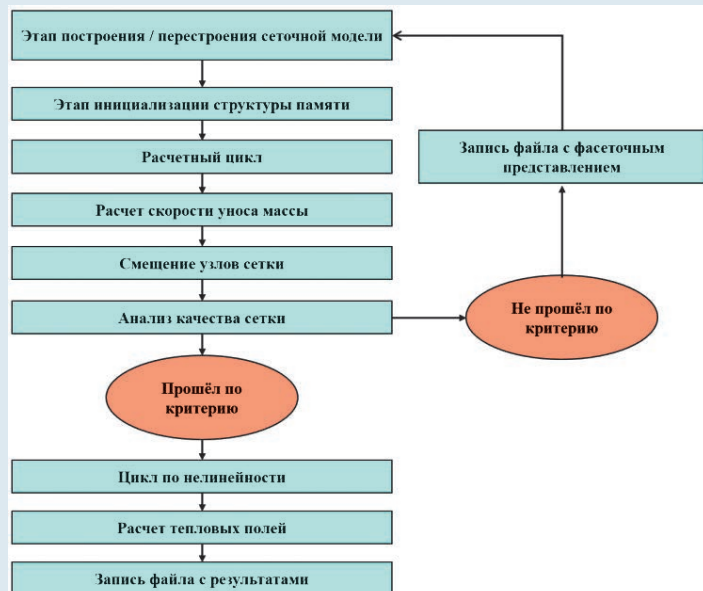 Этап построения / перестроения сеточной модели
Этап инициализации структуры памяти
Расчетный цикл
Расчет скорости уноса массы
Смещение узлов сетки
Анализ качества сетки
Не прошёл по
критерию
Запись файла с фасеточным
представлением
Прошёл по
критерию
Цикл по нелинейности
Расчет тепловых полей
Запись файла с результатами